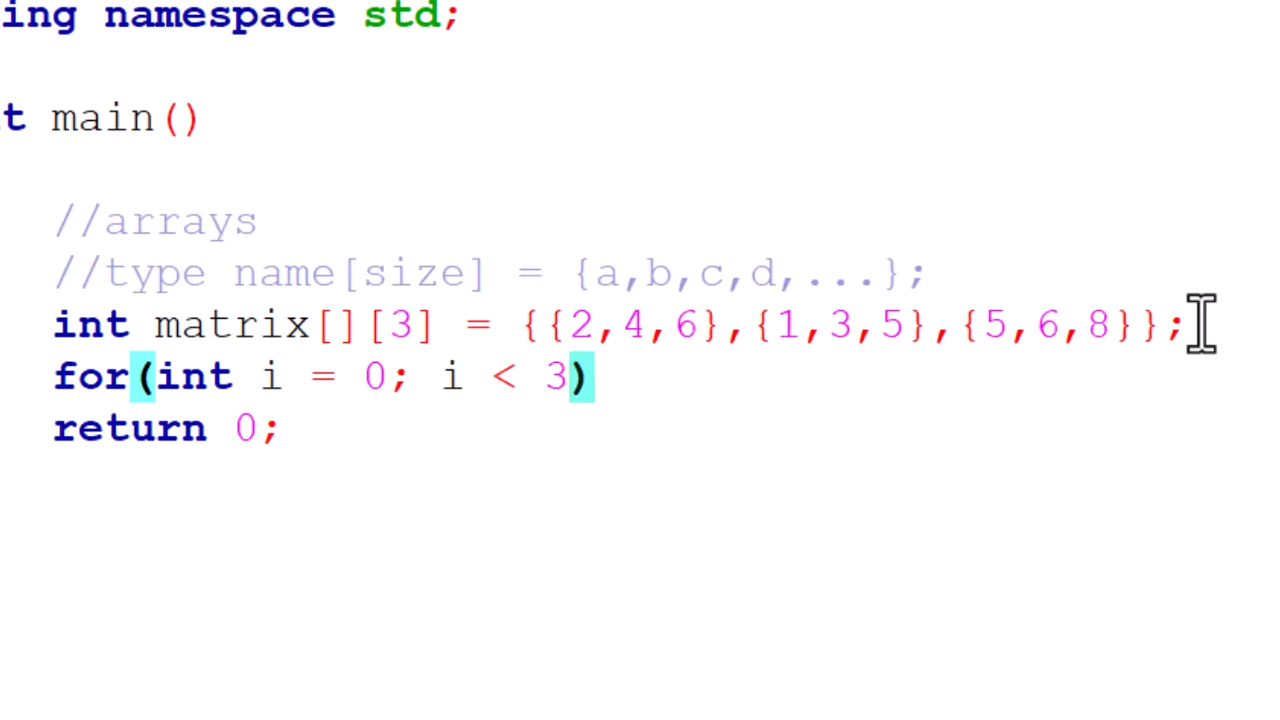 ing namespace std;
t main()
//arrays
//type name[size] = {a,b,c,d,...};
int matrix[][3] = {{2,4,6},{1,3,5},{5,6,8}};
for(int i = 0; i < 3)
return 0;